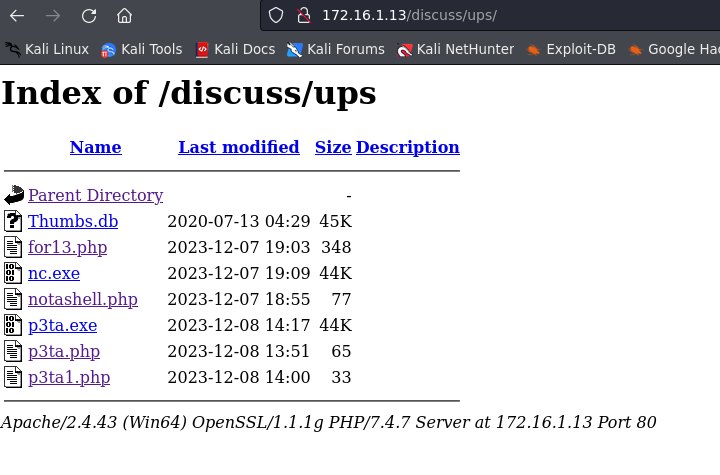 172.16.1.13/discuss/ups/
Kali Linux Kali Tools Kali Docs Kali Forums Kali NetHunter Exploit-DB Google Hac
Index of /discuss/ups
Name Last modified Size Description
Parent Directory -
Thumbs.db 2020-07-13 04:29 45K
for13.php 2023-12-07 19:03 348
nc.exe 2023-12-07 19:09 44K
notashell.php 2023-12-07 18:55 77
p3ta.exe 2023-12-08 14:17 44K
p3ta.php 2023-12-08 13:51 65
p3ta1.php 2023-12-08 14:00 33
Apache/2.4.43 (Win64) OpenSSL/1.1.1g PHP/7.4.7 Server at 172.16.1.13 Port 80